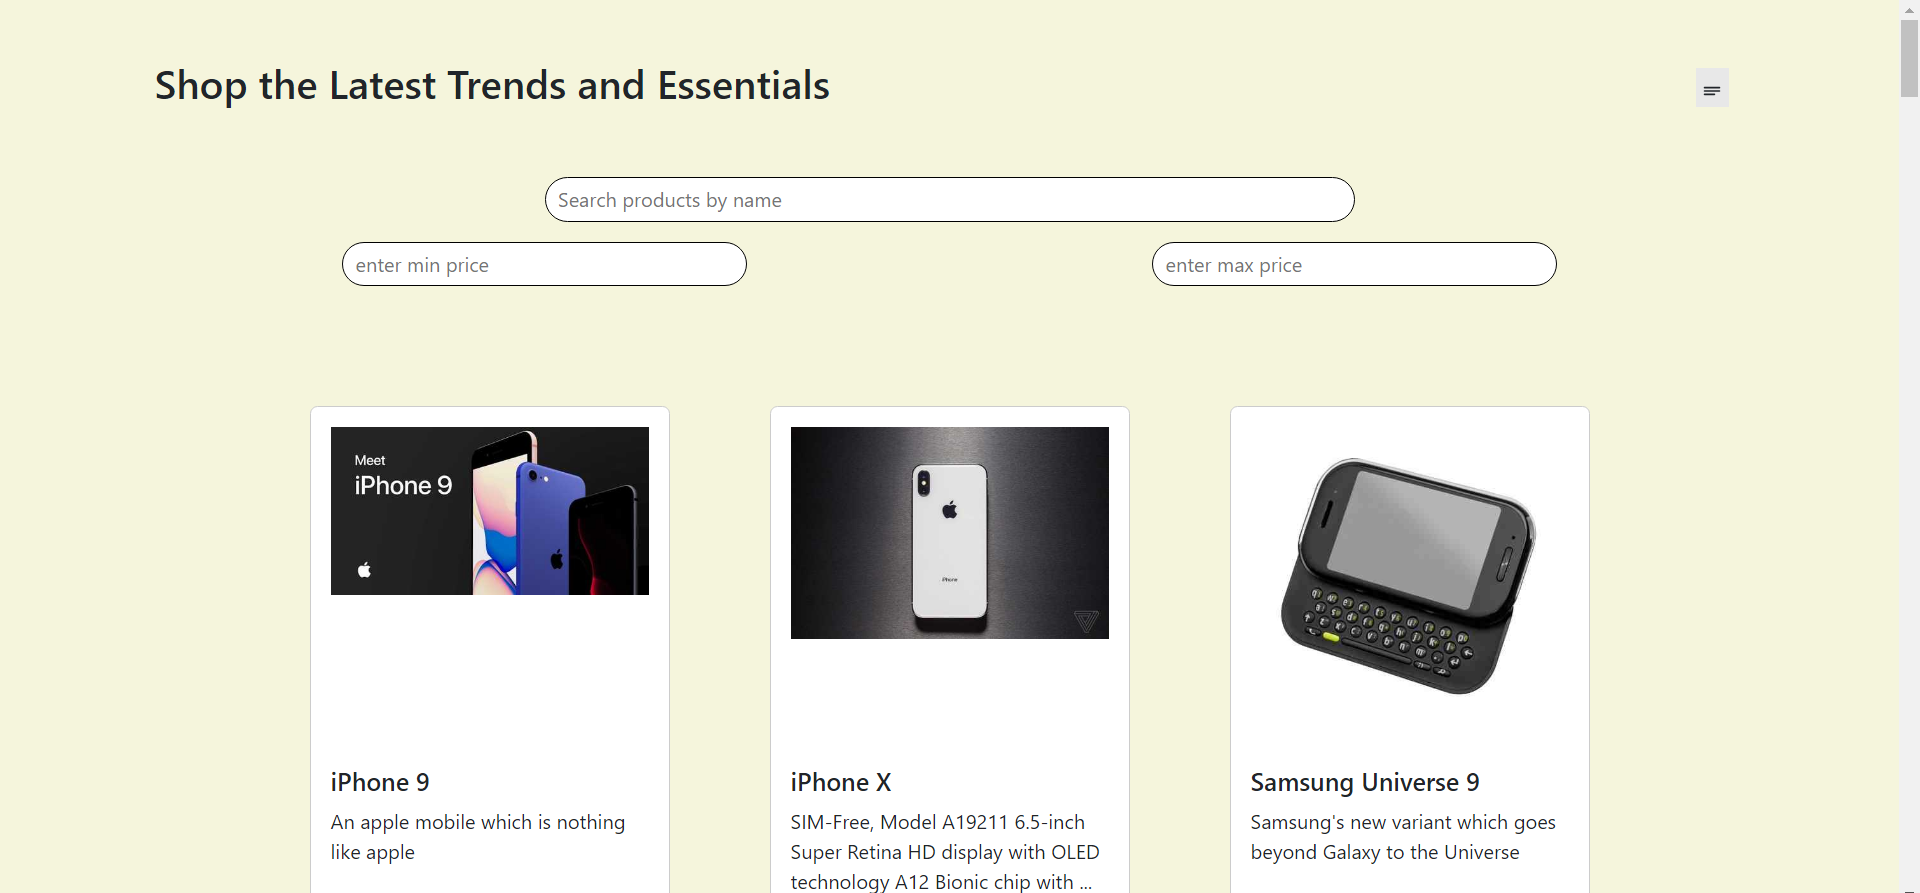 Shop the Latest Trends and Essentials
Search products by name
enter min price
enter max price
Meet
iPhone 9
iPhone
iPhone 9
An apple mobile which is nothing
like apple
iPhone X
SIM-Free, Model A19211 6.5-inch
Super Retina HD display with OLED
technology A12 Bionic chip with ...
Samsung Universe 9
Samsung's new variant which goes
beyond Galaxy to the Universe